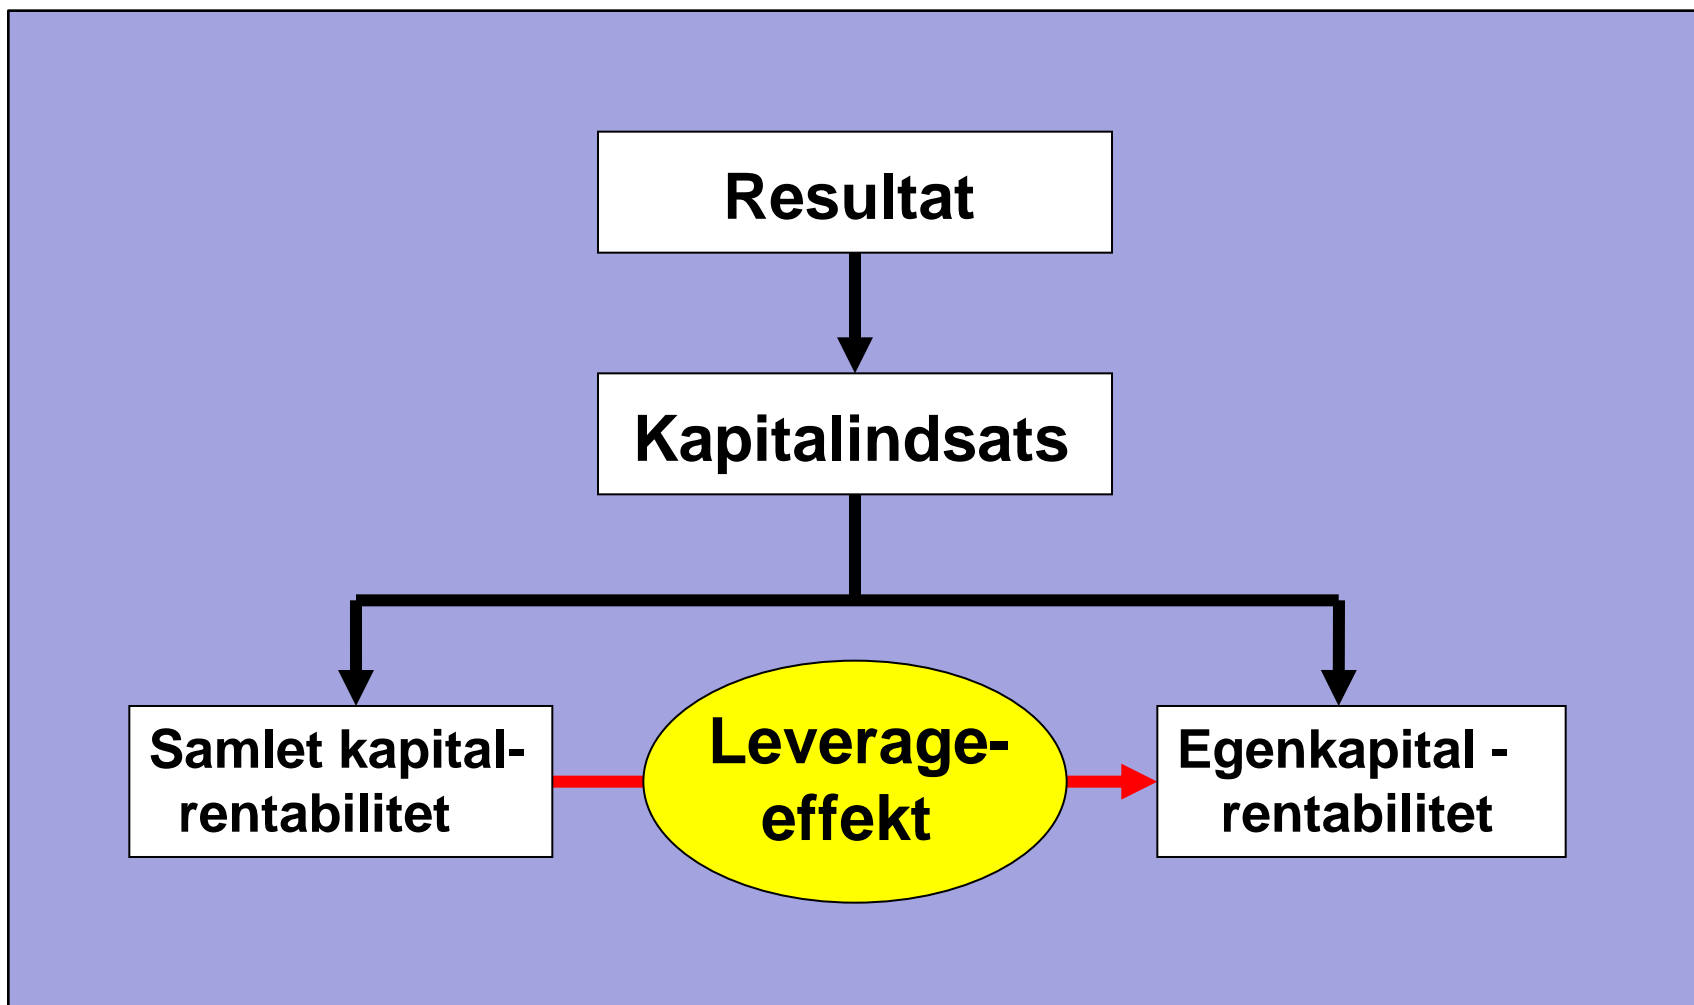 Resultat
Kapitalindsats
Samlet kapital-
rentabilitet
Leverage-
effekt
Egenkapital -
rentabilitet